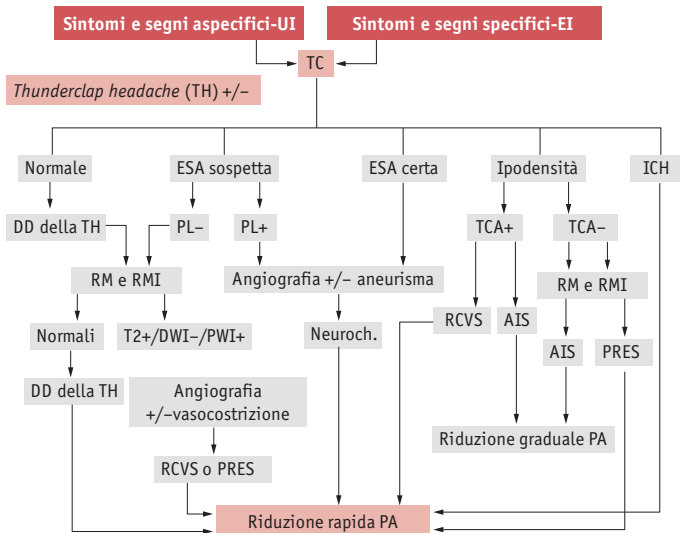 Sintomi e segni aspecifici-UI
Sintomi e segni specifici-EI
TC
Thunderclap headache (TH) +/–
Normale
ESA sospetta
ESA certa
Ipodensità
ICH
DD della TH
PL–
PL+
TCA+
TCA–
RM e RMI
Angiografia +/– aneurisma
RM e RMI
Normali
T2+/DWI–/PWI+
Neuroch.
RCVS
AIS
AIS
PRES
DD della TH
Angiografia
+/–vasocostrizione
Riduzione graduale PA
RCVS o PRES
Riduzione rapida PA